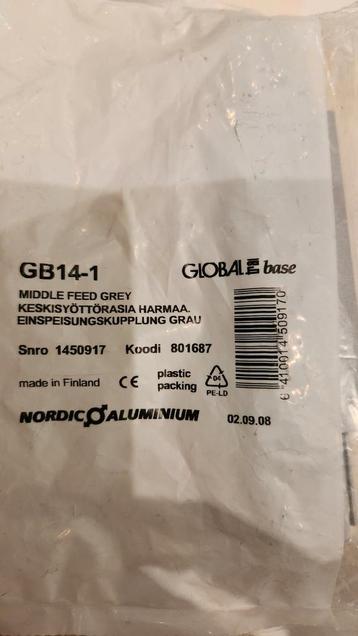 GB14-1
GLOBAL base
MIDDLE FEED GREY
KESKISYÖTTÖRASIA HARMAA.
EINSPEISUNGSKUPPLUNG GRAU
Snro 1450917 Koodi 801687
made in Finland CE plastic packing 04 PE-LD
6 410014 509170
NORDIC ALUMINIUM 02.09.08